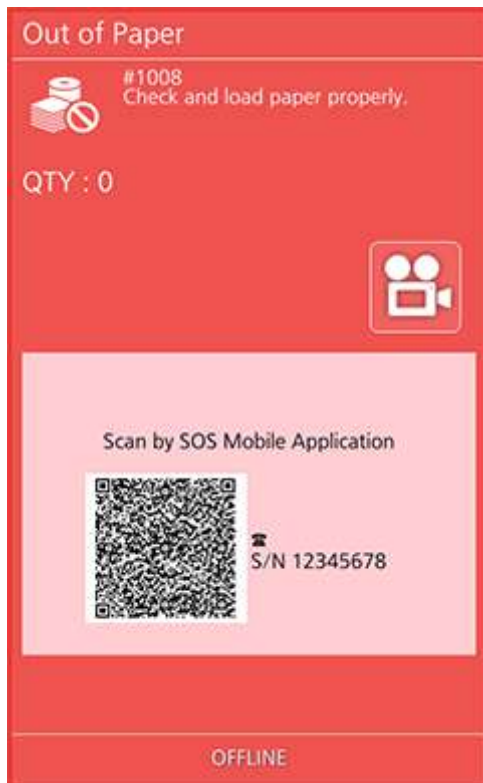 Out of Paper
#1008
Check and load paper properly.
QTY : 0
Scan by SOS Mobile Application
☎
S/N 12345678
OFFLINE